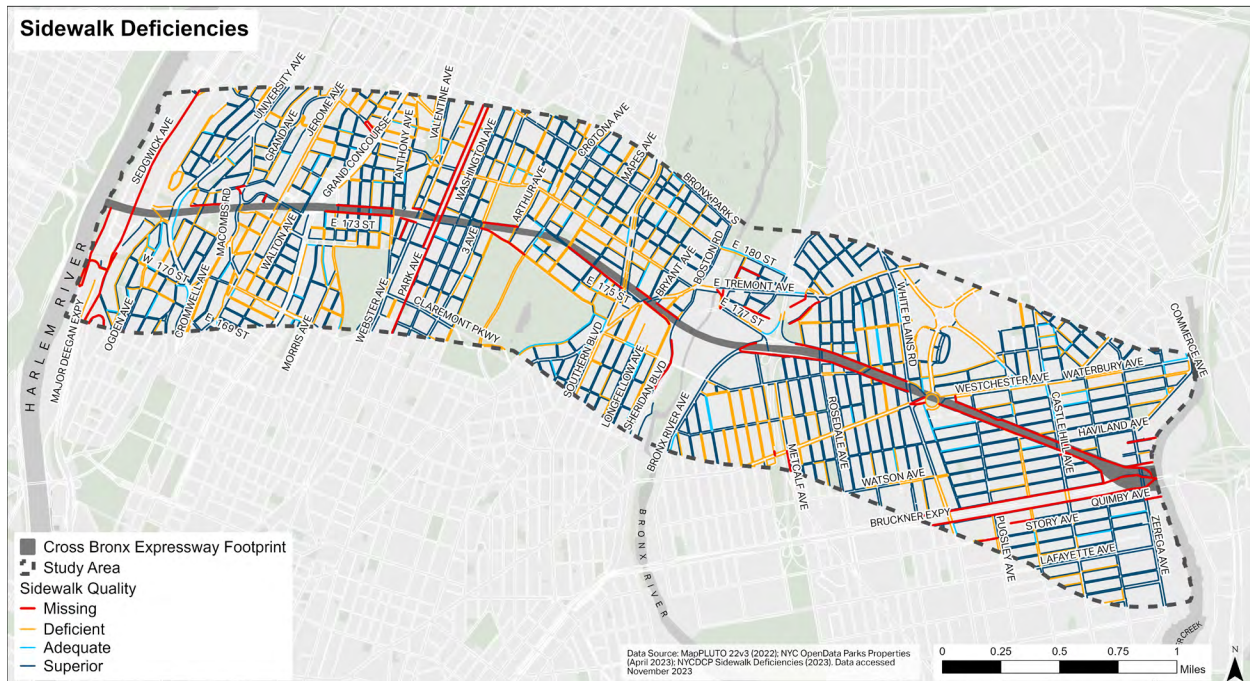 Sidewalk Deficiencies
SEDGWICK AVE
UNIVERSITY AVE
GRAND AVE
JEROME AVE
GRAND CONCOURSE
ANTHONY AVE
VALENTINE AVE
WASHINGTON AVE
3 AVE
ARTHUR AVE
CROTONA AVE
MAPES AVE
BRONX PARK S
MACOMBS RD
WALTON AVE
E 173 ST
W 170 ST
CROMWELL AVE
OGDEN AVE
E 169 ST
MORRIS AVE
WEBSTER AVE
PARK AVE
CLAREMONT PKWY
E 175 ST
BRYANT AVE
BOSTON RD
E 180 ST
E TREMONT AVE
E 177 ST
SOUTHERN BLVD
LONGFELLOW AVE
SHERIDAN BLVD
BRONX RIVER AVE
HARLEM RIVER
MAJOR DEEGAN EXPY
WHITE PLAINS RD
ROSEDALE AVE
METCALF AVE
WATSON AVE
BRUCKNER EXPY
WESTCHESTER AVE
WATERBURY AVE
COMMERCE AVE
CASTLE HILL AVE
HAVILAND AVE
QUIMBY AVE
STORY AVE
PUGSLEY AVE
LAFAYETTE AVE
ZEREGA AVE
BRONX RIVER
CREEK
Cross Bronx Expressway Footprint
Study Area
Sidewalk Quality
Missing
Deficient
Adequate
Superior
Data Source: MapPLUTO 22v3 (2022); NYC OpenData Parks Properties
(April 2023); NYCDCP Sidewalk Deficiencies (2023). Data accessed
November 2023
0 0.25 0.5 0.75 1
Miles
N